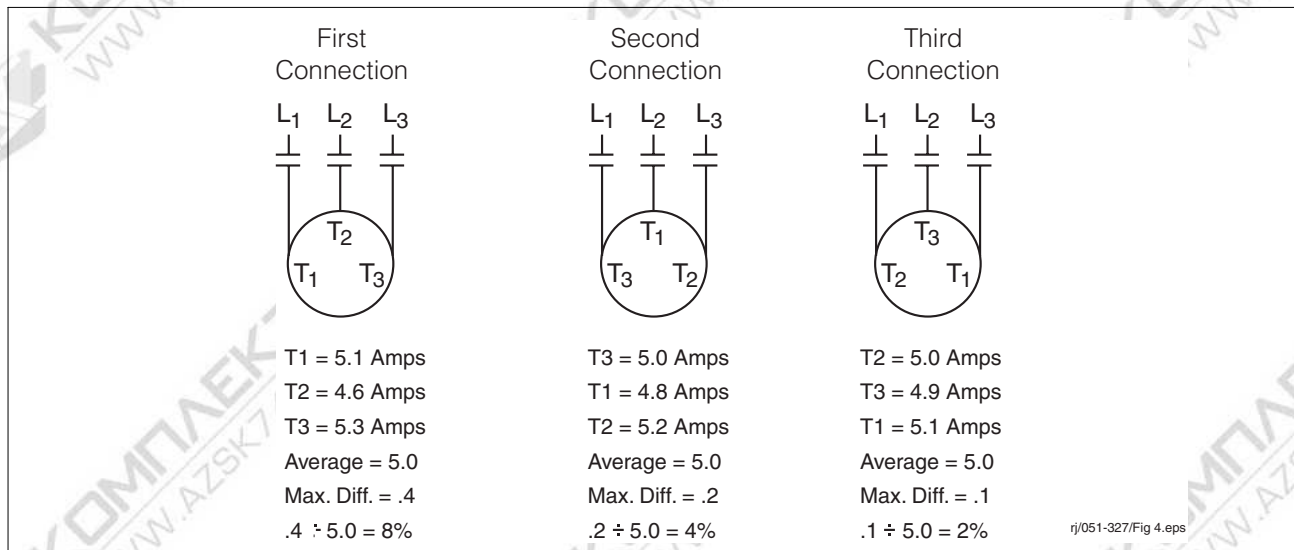 First
Connection
L1 L2 L3
T2
T1 T3
T1 = 5.1 Amps
T2 = 4.6 Amps
T3 = 5.3 Amps
Average = 5.0
Max. Diff. = .4
.4 ÷ 5.0 = 8%
Second
Connection
L1 L2 L3
T1
T3 T2
T3 = 5.0 Amps
T1 = 4.8 Amps
T2 = 5.2 Amps
Average = 5.0
Max. Diff. = .2
.2 ÷ 5.0 = 4%
Third
Connection
L1 L2 L3
T3
T2 T1
T2 = 5.0 Amps
T3 = 4.9 Amps
T1 = 5.1 Amps
Average = 5.0
Max. Diff. = .1
.1 ÷ 5.0 = 2%
rj/051-327/Fig 4.eps